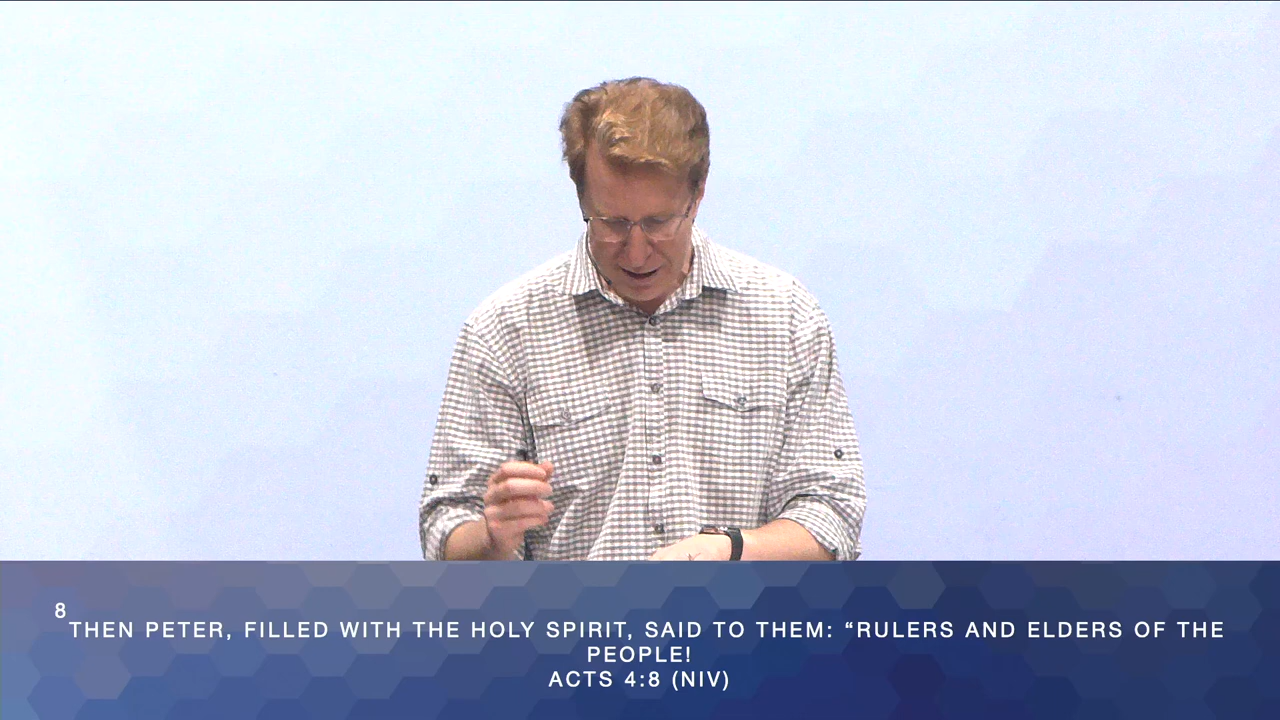 8
THEN PETER, FILLED WITH THE HOLY SPIRIT, SAID TO THEM: “RULERS AND ELDERS OF THE
PEOPLE!
ACTS 4:8 (NIV)